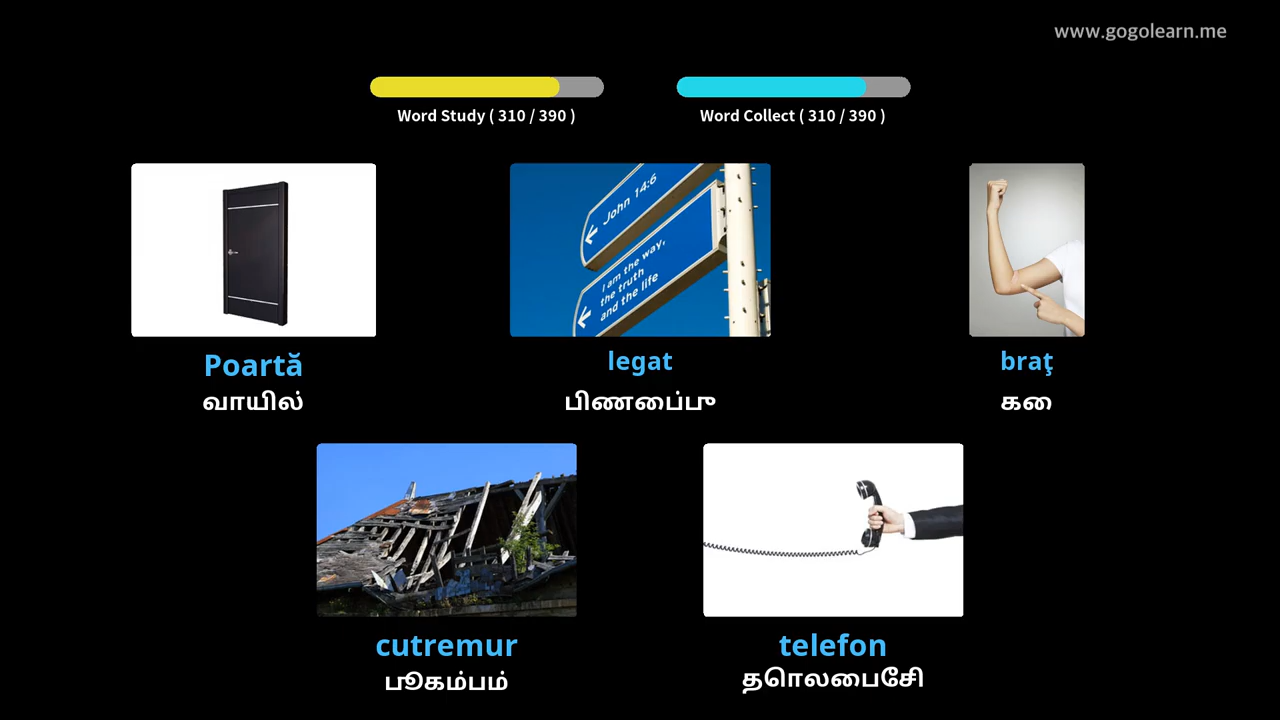 www.gogolearn.me
Word Study ( 310 / 390 )
Word Collect ( 310 / 390 )
John 14:6
I am the way,
the truth
and the life
Poartă
legat
braţ
வாயில்
பிணைப்பு
கை
cutremur
telefon
பூகம்பம்
தொலைபேசி